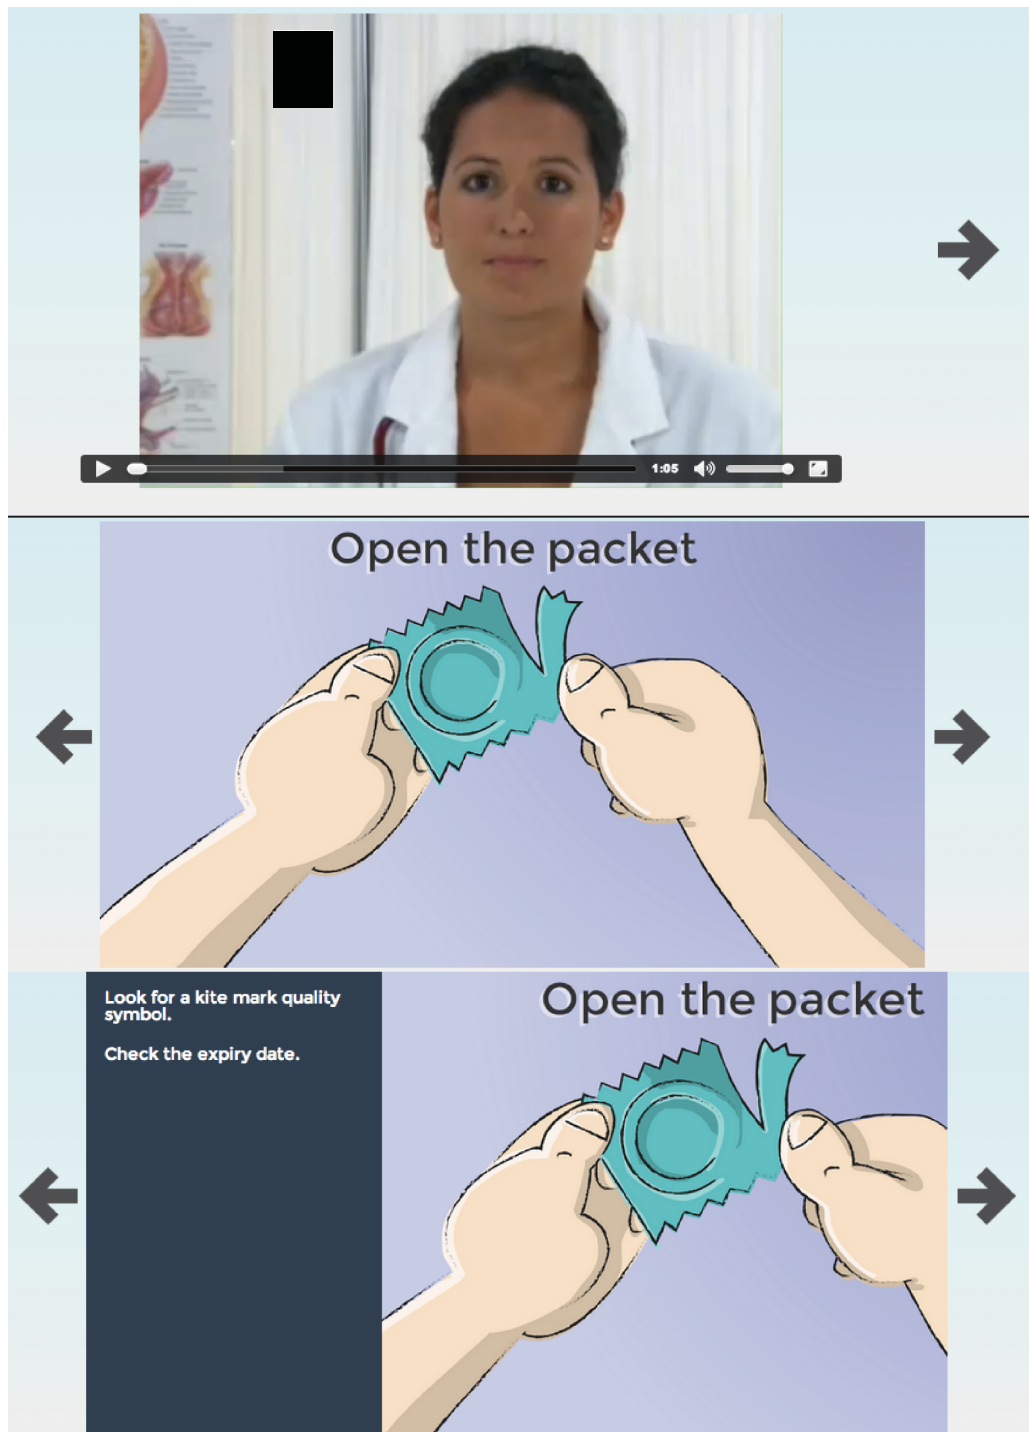 1:05
Open the packet
Look for a kite mark quality
symbol.
Check the expiry date.
Open the packet